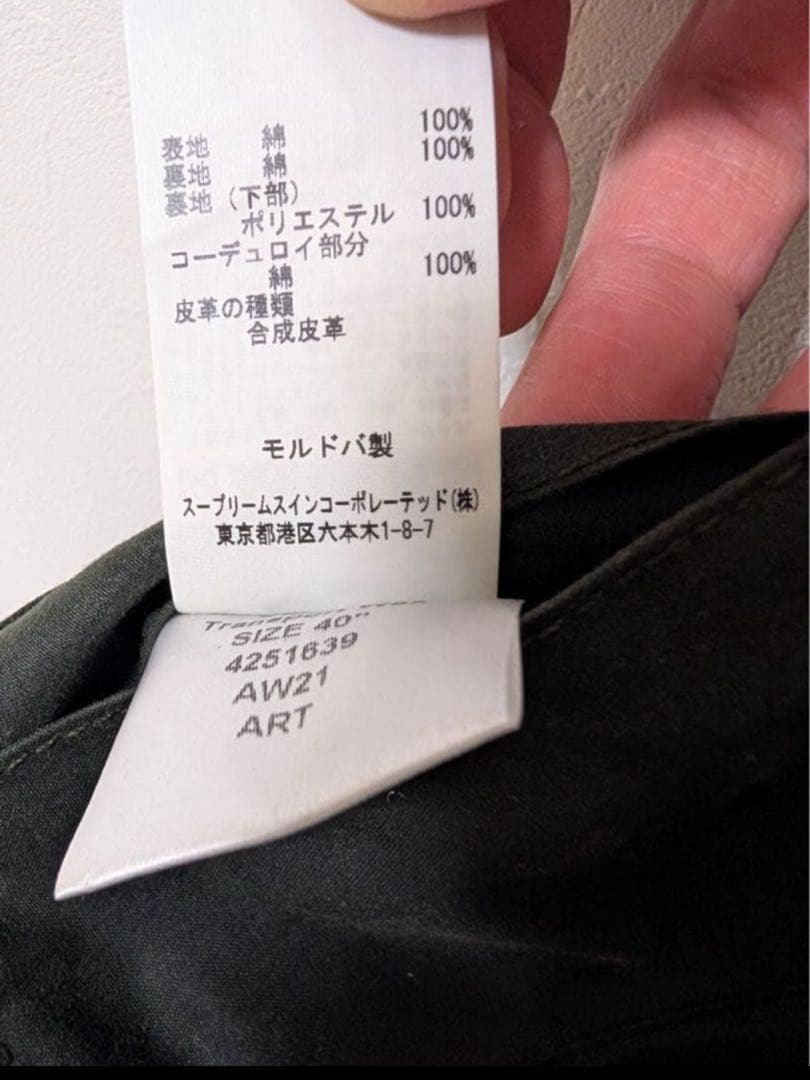 表地 綿 100%
裏地 綿 100%
裏地 (下部)
ポリエステル 100%
コーデュロイ部分
綿 100%
皮革の種類
合成皮革
モルドバ製
スープリームスインコーポレーテッド(株)
東京都港区六本木1-8-7
SIZE 40"
4251639
AW21
ART